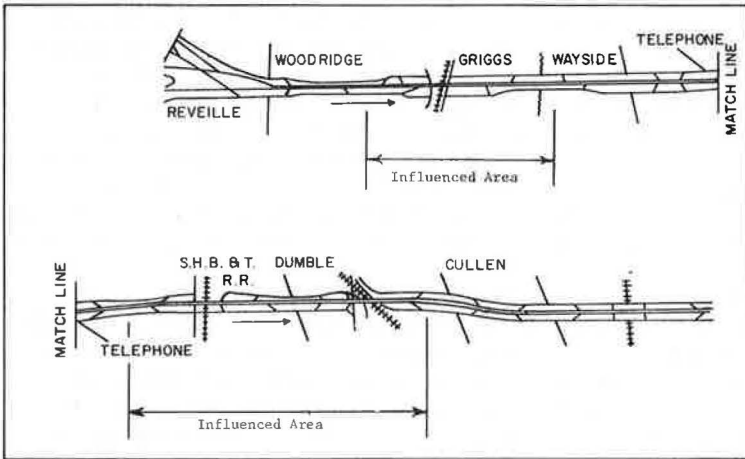 TELEPHONE
WOODRIDGE
GRIGGS
WAYSIDE
REVEILLE
MATCH LINE
Influenced Area
S.H.B. & T.
R.R.
DUMBLE
CULLEN
MATCH LINE
TELEPHONE
Influenced Area